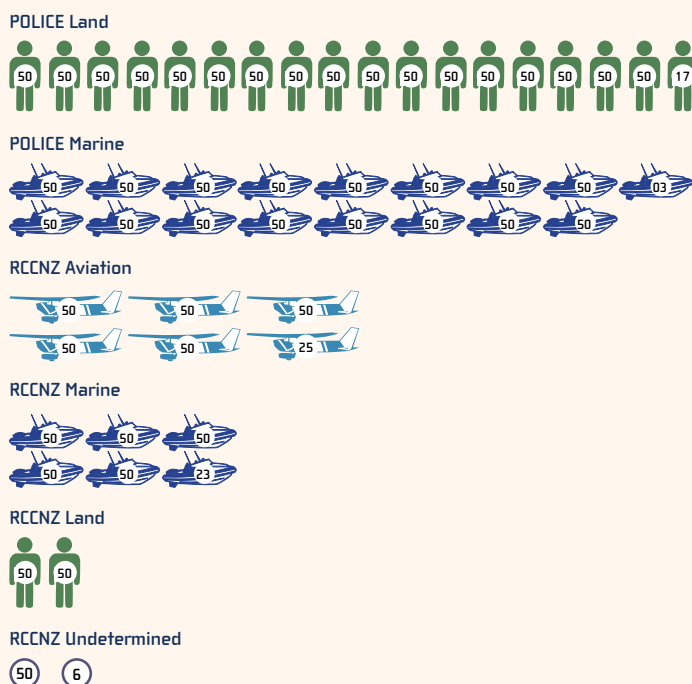 POLICE Land
50 50 50 50 50 50 50 50 50 50 50 50 50 50 50 50 50 17
POLICE Marine
50 50 50 50 50 50 50 50 03
50 50 50 50 50 50 50 50
RCCNZ Aviation
50 50 50
50 50 25
RCCNZ Marine
50 50 50
50 50 23
RCCNZ Land
50 50
RCCNZ Undetermined
50 6